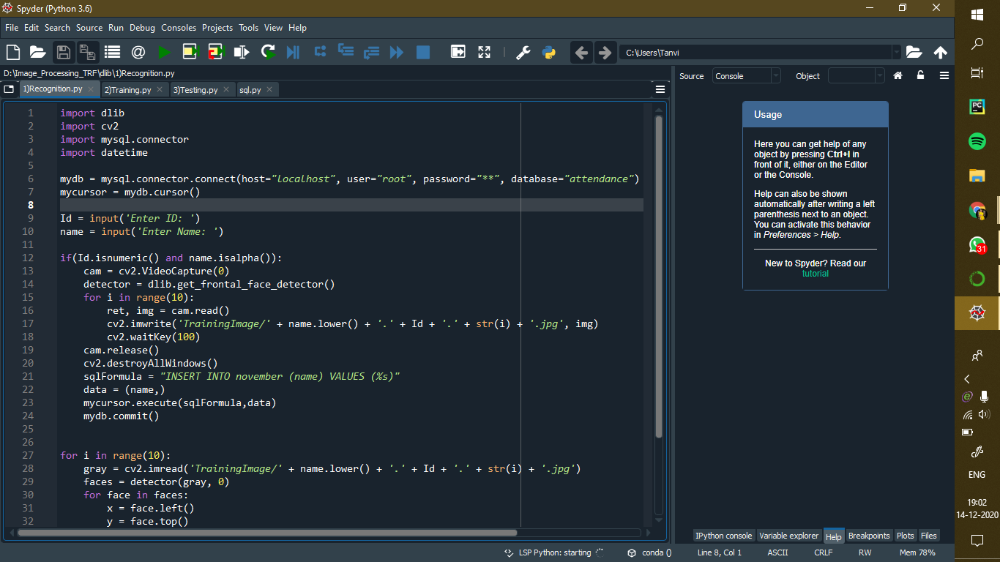 Spyder (Python 3.6)
File Edit Search Source Run Debug Consoles Projects Tools View Help
C:\Users\Tanvi
D:\Image_Processing_TRF\dlib\1)Recognition.py
1)Recognition.py 2)Training.py 3)Testing.py sql.py
1 import dlib
2 import cv2
3 import mysql.connector
4 import datetime
5
6 mydb = mysql.connector.connect(host="localhost", user="root", password="**", database="attendance")
7 mycursor = mydb.cursor()
8
9 Id = input('Enter ID: ')
10 name = input('Enter Name: ')
11
12 if(Id.isnumeric() and name.isalpha()):
13     cam = cv2.VideoCapture(0)
14     detector = dlib.get_frontal_face_detector()
15     for i in range(10):
16         ret, img = cam.read()
17         cv2.imwrite('TrainingImage/' + name.lower() + '.' + Id + '.' + str(i) + '.jpg', img)
18         cv2.waitKey(100)
19     cam.release()
20     cv2.destroyAllWindows()
21     sqlFormula = "INSERT INTO november (name) VALUES (%s)"
22     data = (name,)
23     mycursor.execute(sqlFormula,data)
24     mydb.commit()
25
26
27 for i in range(10):
28     gray = cv2.imread('TrainingImage/' + name.lower() + '.' + Id + '.' + str(i) + '.jpg')
29     faces = detector(gray, 0)
30     for face in faces:
31         x = face.left()
32         y = face.top()
Source Console Object
Usage
Here you can get help of any
object by pressing Ctrl+I in
front of it, either on the Editor
or the Console.
Help can also be shown
automatically after writing a left
parenthesis next to an object.
You can activate this behavior
in Preferences > Help.
New to Spyder? Read our
tutorial
IPython console Variable explorer Help Breakpoints Plots Files
LSP Python: starting conda () Line 8, Col 1 ASCII CRLF RW Mem 78%
PC
31
ENG
19:02
14-12-2020